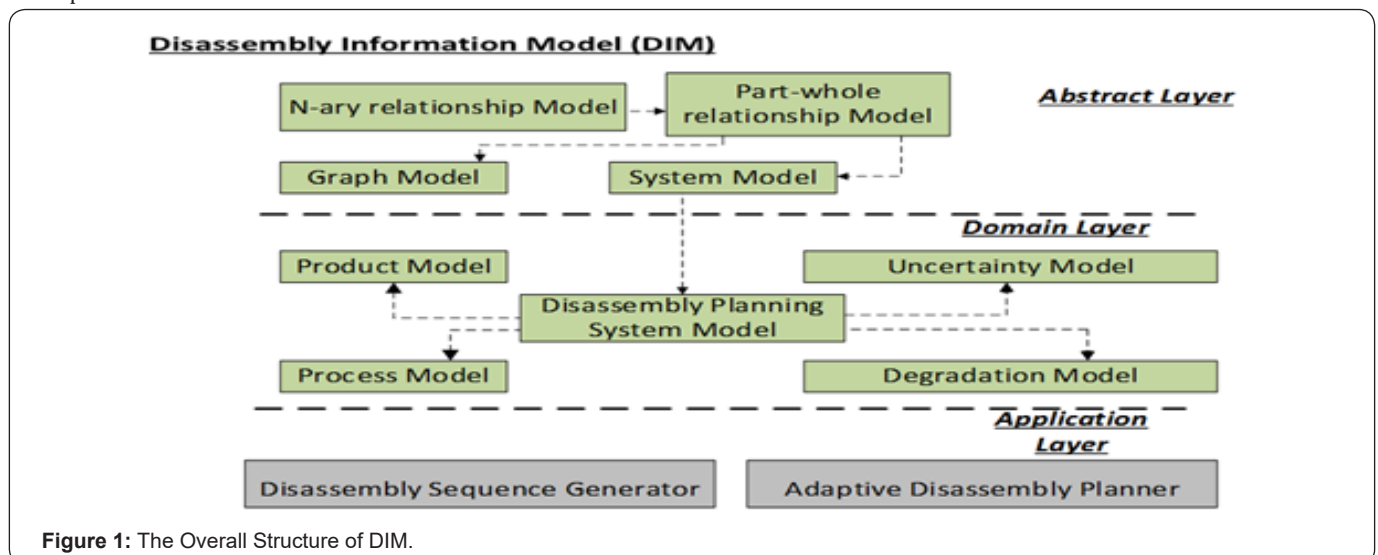 Disassembly Information Model (DIM)
N-ary relationship Model
Part-whole
relationship Model
Abstract Layer
Graph Model
System Model
Domain Layer
Product Model
Uncertainty Model
Disassembly Planning
System Model
Process Model
Degradation Model
Application
Layer
Disassembly Sequence Generator
Adaptive Disassembly Planner
Figure 1: The Overall Structure of DIM.